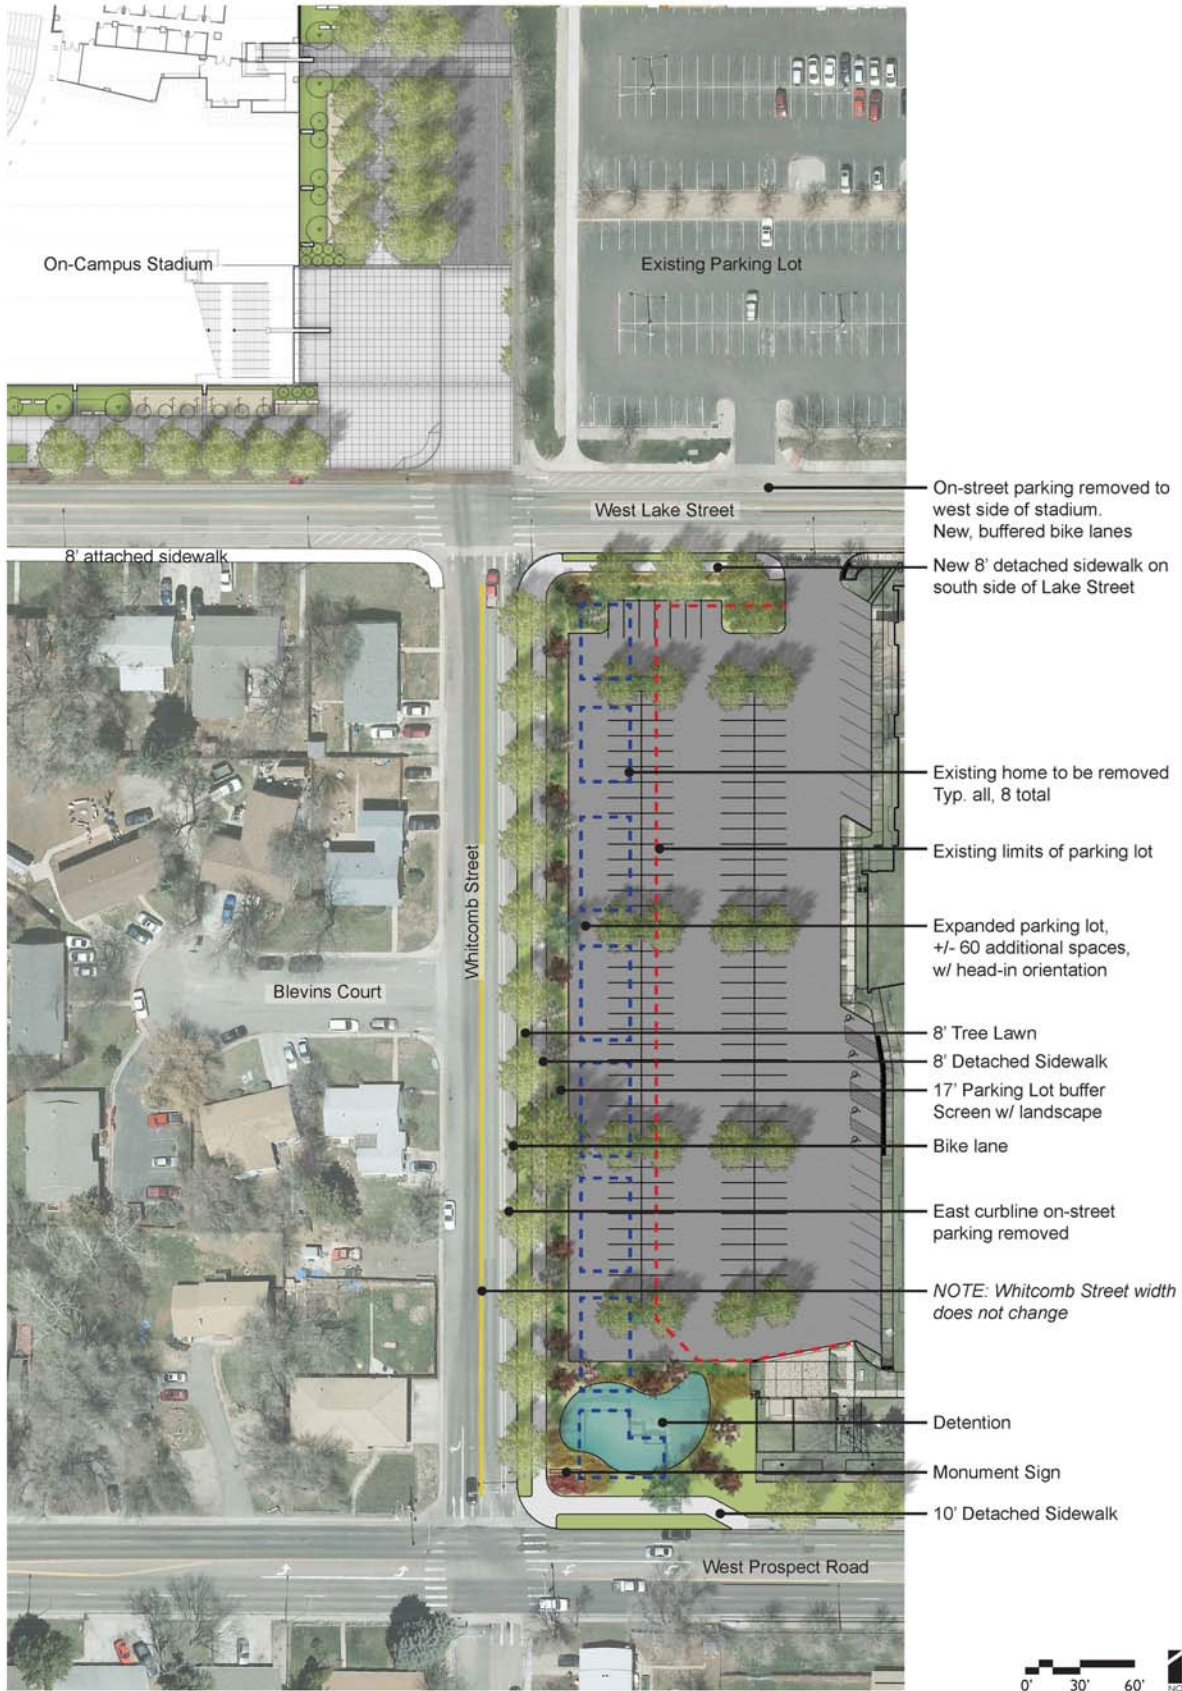 On-Campus Stadium
Existing Parking Lot
On-street parking removed to
west side of stadium.
New, buffered bike lanes
West Lake Street
8' attached sidewalk
New 8' detached sidewalk on
south side of Lake Street
Existing home to be removed
Typ. all, 8 total
Existing limits of parking lot
Whitcomb Street
Expanded parking lot,
+/- 60 additional spaces,
w/ head-in orientation
Blevins Court
8' Tree Lawn
8' Detached Sidewalk
17' Parking Lot buffer
Screen w/ landscape
Bike lane
East curbline on-street
parking removed
NOTE: Whitcomb Street width
does not change
Detention
Monument Sign
10' Detached Sidewalk
West Prospect Road
0' 30' 60'